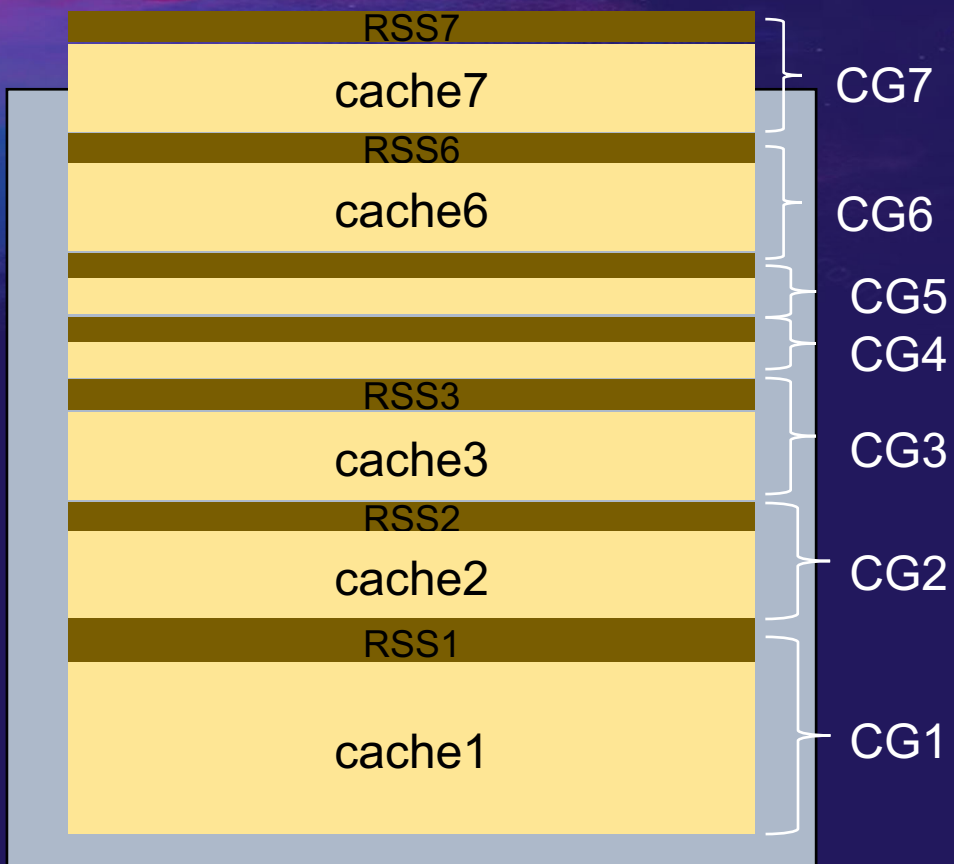 RSS7
cache7
CG7
RSS6
cache6
CG6
CG5
CG4
RSS3
cache3
CG3
RSS2
cache2
CG2
RSS1
cache1
CG1